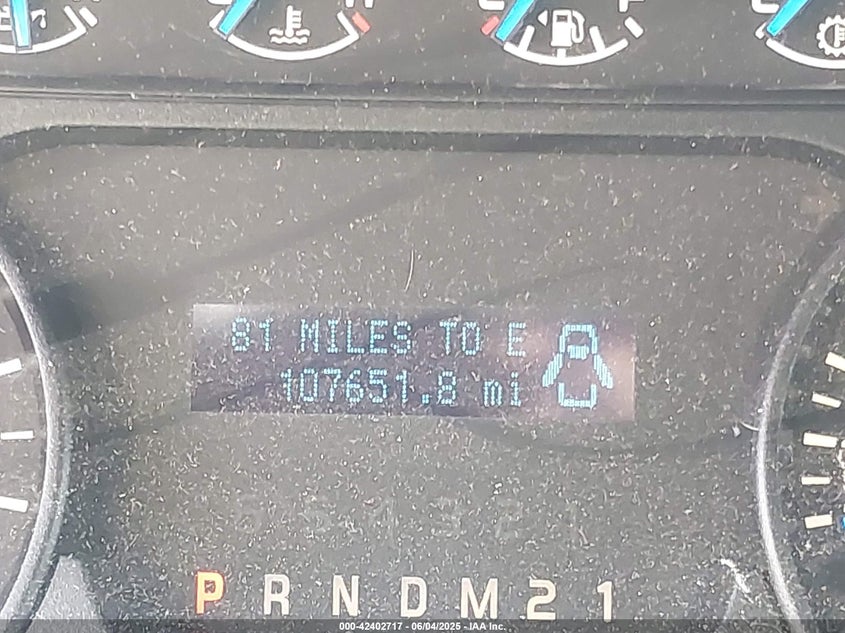 H
E F
81 MILES TO E
107651.8 mi
P R N D M 2 1
000-42402717 - 06/04/2025 - IAA Inc.